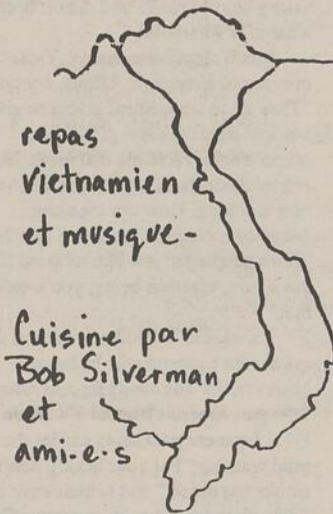 repas
Vietnamien
et musique-
Cuisine par
Bob Silverman
et
ami-e-s